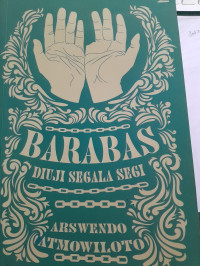 BARABAS
DIUJI SEGALA SEGI
ARSWENDO
ATMOWILOTO